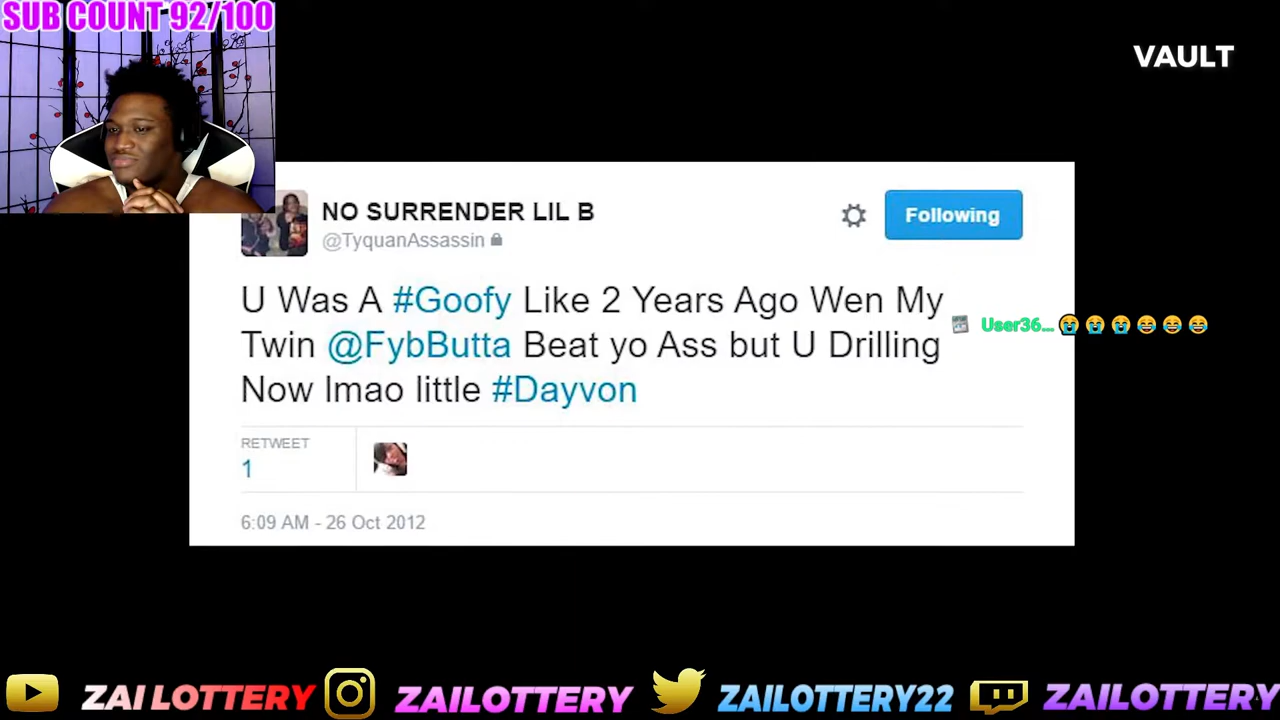 SUB COUNT 92/100
VAULT
NO SURRENDER LIL B
@TyquanAssassin
Following
U Was A #Goofy Like 2 Years Ago Wen My
Twin @FybButta Beat yo Ass but U Drilling
Now lmao little #Dayvon
User36... 😭😭😭😂😂😂
RETWEET
1
6:09 AM - 26 Oct 2012
ZAI LOTTERY
ZAILOTTERY
ZAILOTTERY22
ZAILOTTERY